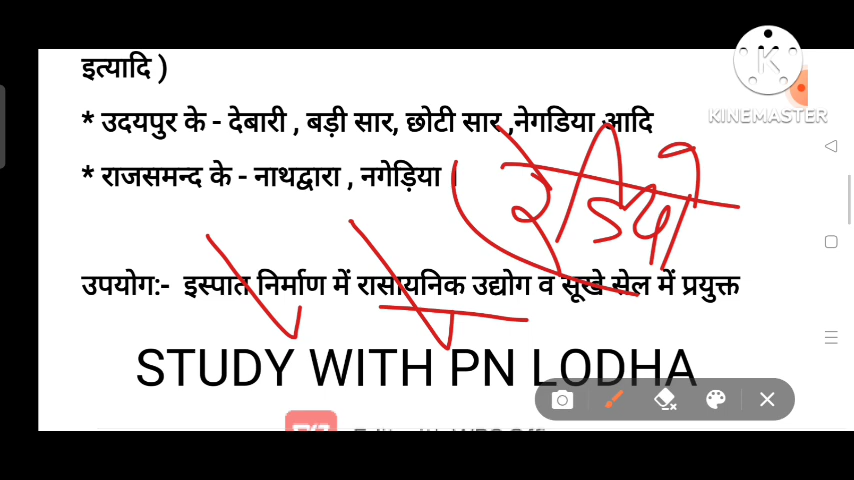 इत्यादि )
KINEMASTER
* उदयपुर के - देबारी , बड़ी सार, छोटी सार ,नेगडिया आदि
* राजसमन्द के - नाथद्वारा , नगेड़िया ।
रेडियो
उपयोग:- इस्पात निर्माण में रासायनिक उद्योग व सूखे सेल में प्रयुक्त
STUDY WITH PN LODHA